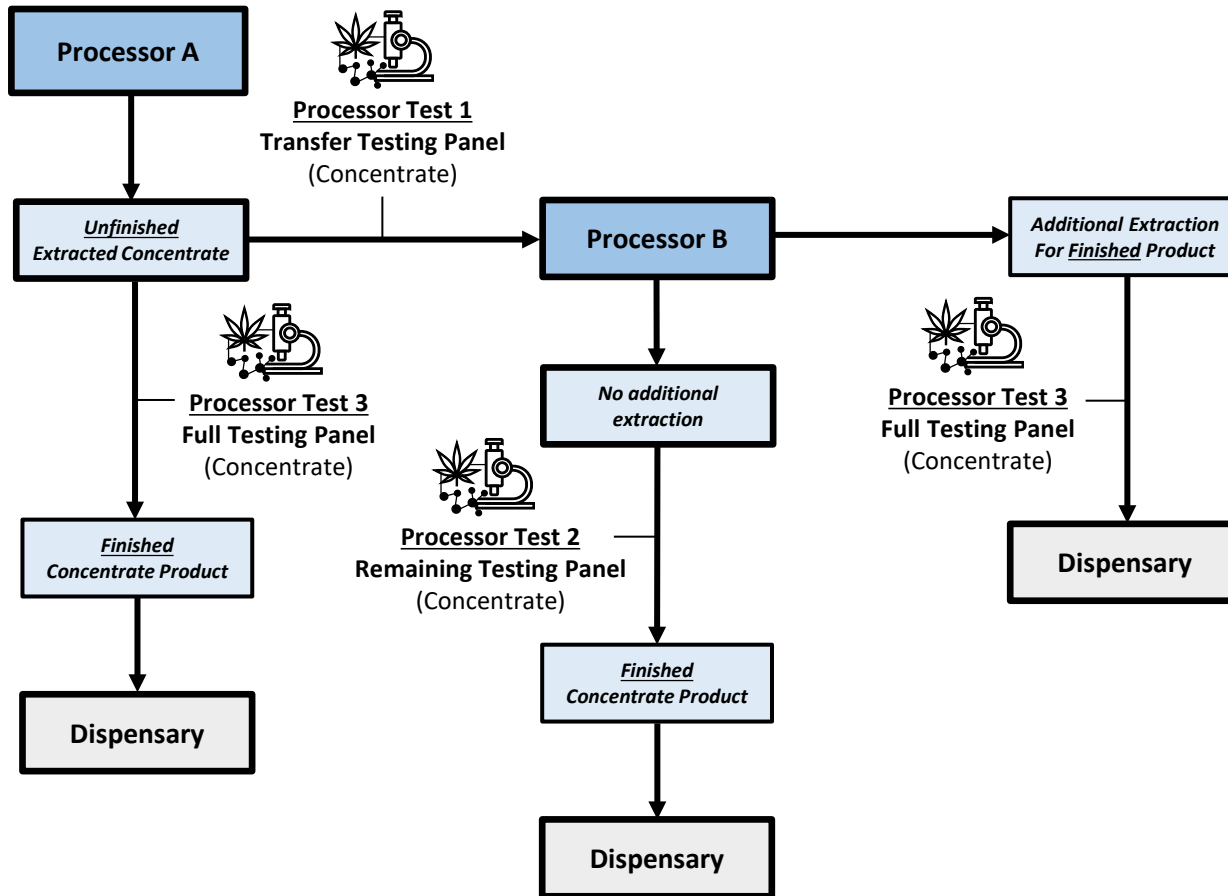 Processor A
Processor Test 1
Transfer Testing Panel
(Concentrate)
Unfinished
Extracted Concentrate
Processor B
Additional Extraction
For Finished Product
Processor Test 3
Full Testing Panel
(Concentrate)
No additional
extraction
Processor Test 3
Full Testing Panel
(Concentrate)
Finished
Concentrate Product
Processor Test 2
Remaining Testing Panel
(Concentrate)
Dispensary
Dispensary
Finished
Concentrate Product
Dispensary